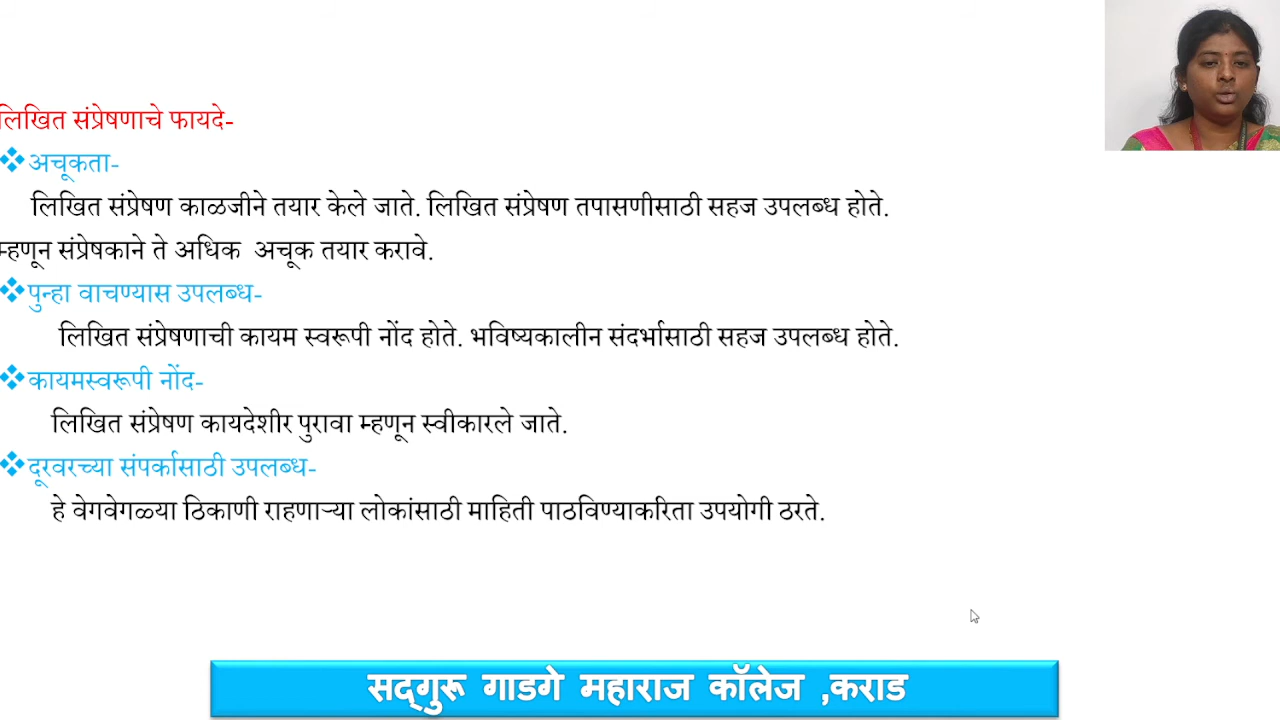 लिखित संप्रेषणाचे फायदे-
❖अचूकता-
लिखित संप्रेषण काळजीने तयार केले जाते. लिखित संप्रेषण तपासणीसाठी सहज उपलब्ध होते.
म्हणून संप्रेषकाने ते अधिक अचूक तयार करावे.
❖पुन्हा वाचण्यास उपलब्ध-
लिखित संप्रेषणाची कायम स्वरूपी नोंद होते. भविष्यकालीन संदर्भासाठी सहज उपलब्ध होते.
❖कायमस्वरूपी नोंद-
लिखित संप्रेषण कायदेशीर पुरावा म्हणून स्वीकारले जाते.
❖दूरवरच्या संपर्कासाठी उपलब्ध-
हे वेगवेगळ्या ठिकाणी राहणाऱ्या लोकांसाठी माहिती पाठविण्याकरिता उपयोगी ठरते.
सद्‌गुरू गाडगे महाराज कॉलेज ,कराड